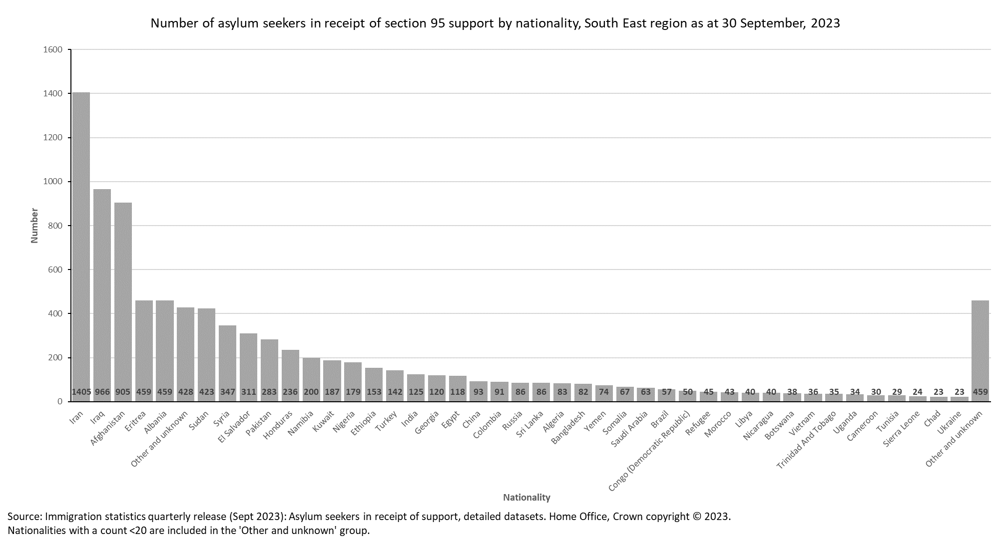 Number of asylum seekers in receipt of section 95 support by nationality, South East region as at 30 September, 2023
1600
1400
1200
1000
800
600
400
200
0
Number
1405 966 905 459 459 428 423 347 311 283 236 200 187 179 153 142 125 120 118 93 91 86 86 83 82 74 67 63 57 50 45 43 40 40 38 36 35 34 30 29 24 23 23 459
Iran
Iraq
Afghanistan
Eritrea
Albania
Other and unknown
Sudan
Syria
El Salvador
Pakistan
Honduras
Namibia
Kuwait
Nigeria
Ethiopia
Turkey
India
Georgia
Egypt
China
Colombia
Russia
Sri Lanka
Algeria
Bangladesh
Yemen
Somalia
Saudi Arabia
Brazil
Congo (Democratic Republic)
Refugee
Morocco
Libya
Nicaragua
Botswana
Vietnam
Trinidad And Tobago
Uganda
Cameroon
Tunisia
Sierra Leone
Chad
Ukraine
Other and unknown
Nationality
Source: Immigration statistics quarterly release (Sept 2023): Asylum seekers in receipt of support, detailed datasets. Home Office, Crown copyright © 2023.
Nationalities with a count <20 are included in the 'Other and unknown' group.